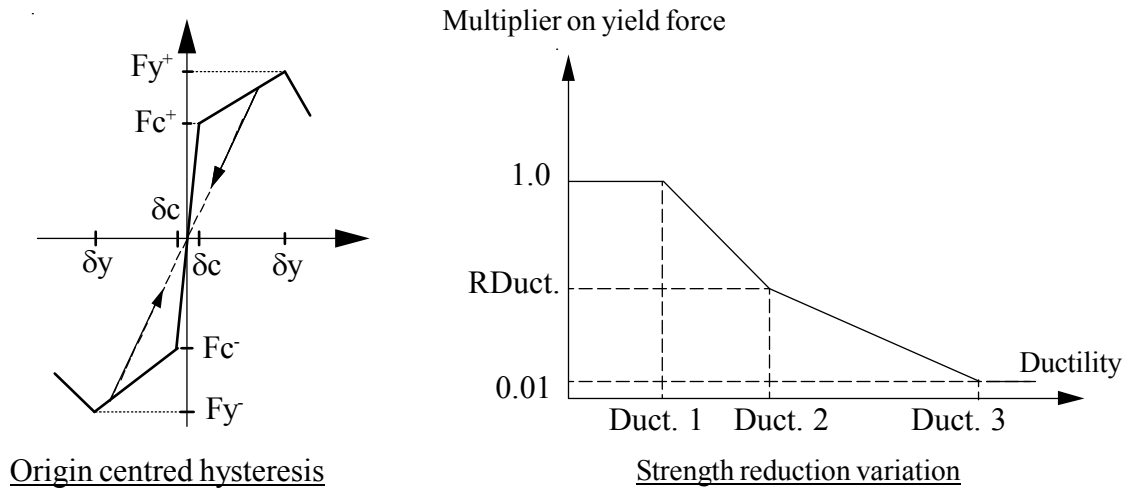 Multiplier on yield force
Fy⁺
Fc⁺
δc
δy
δc
δy
Fc⁻
Fy⁻
Origin centred hysteresis
1.0
RDuct.
0.01
Ductility
Duct. 1
Duct. 2
Duct. 3
Strength reduction variation